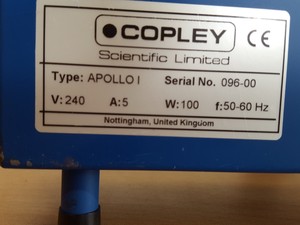 COPLEY CE
Scientific Limited
Type: APOLLO I Serial No. 096-00
V: 240 A: 5 W: 100 f: 50-60 Hz
Nottingham, United Kingdom